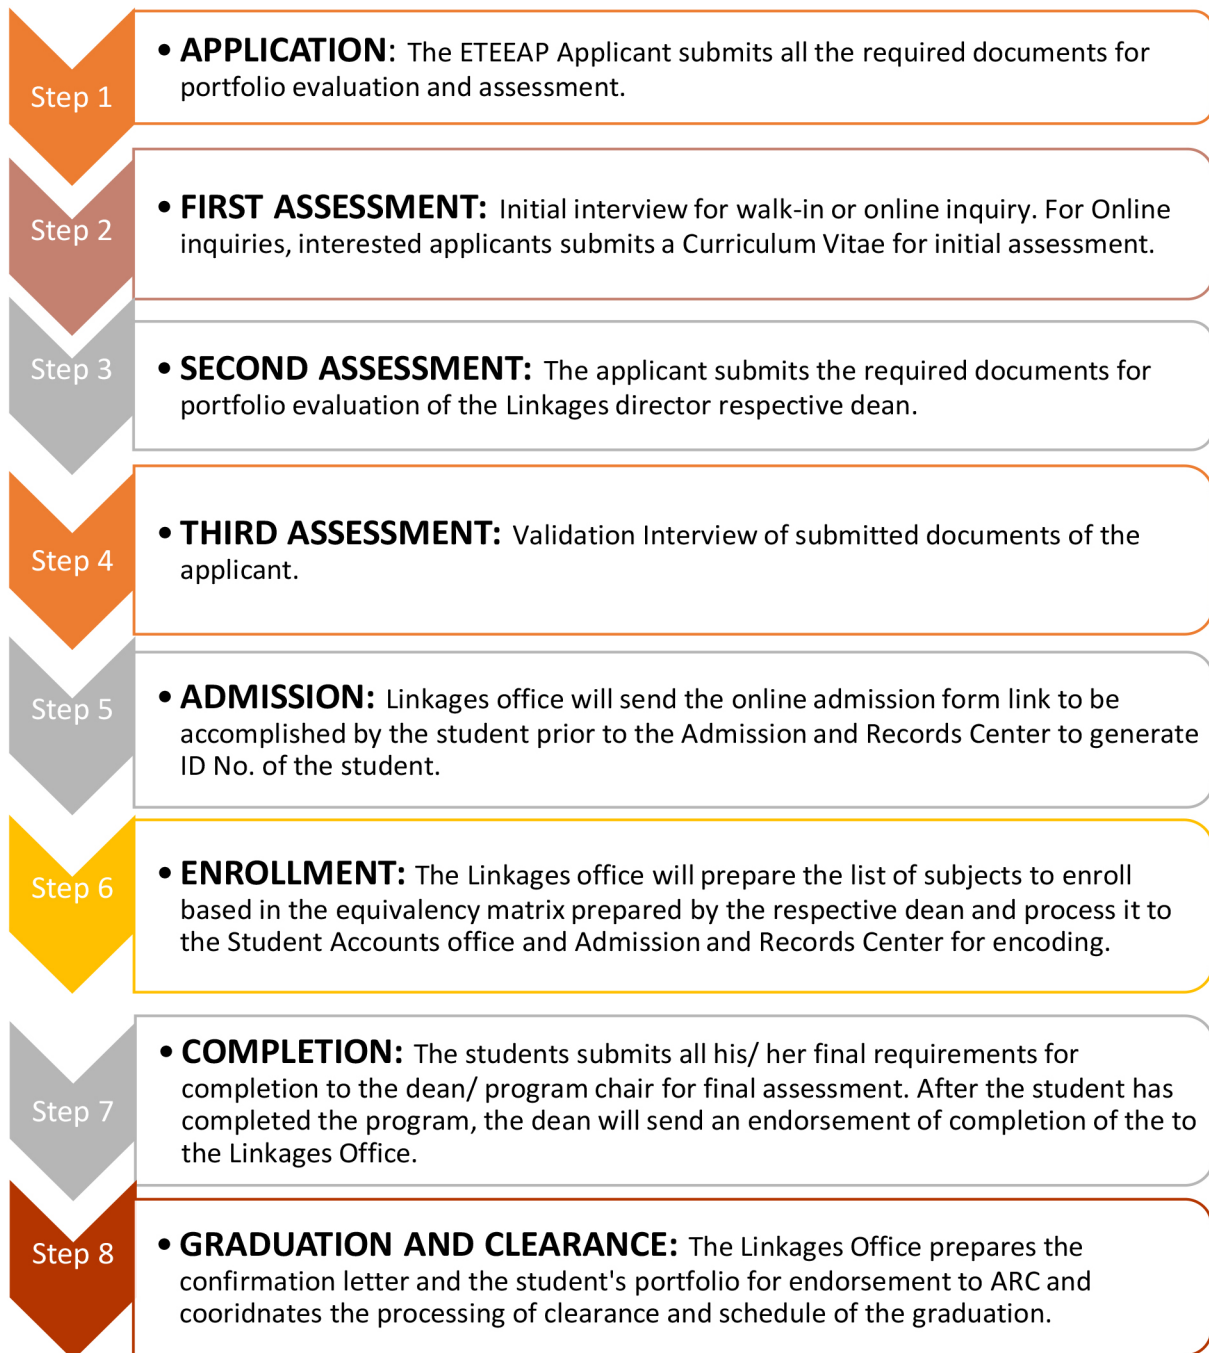 Step 1
• APPLICATION: The ETEEAP Applicant submits all the required documents for
portfolio evaluation and assessment.
Step 2
• FIRST ASSESSMENT: Initial interview for walk-in or online inquiry. For Online
inquiries, interested applicants submits a Curriculum Vitae for initial assessment.
Step 3
• SECOND ASSESSMENT: The applicant submits the required documents for
portfolio evaluation of the Linkages director respective dean.
Step 4
• THIRD ASSESSMENT: Validation Interview of submitted documents of the
applicant.
Step 5
• ADMISSION: Linkages office will send the online admission form link to be
accomplished by the student prior to the Admission and Records Center to generate
ID No. of the student.
Step 6
• ENROLLMENT: The Linkages office will prepare the list of subjects to enroll
based in the equivalency matrix prepared by the respective dean and process it to
the Student Accounts office and Admission and Records Center for encoding.
Step 7
• COMPLETION: The students submits all his/ her final requirements for
completion to the dean/ program chair for final assessment. After the student has
completed the program, the dean will send an endorsement of completion of the to
the Linkages Office.
Step 8
• GRADUATION AND CLEARANCE: The Linkages Office prepares the
confirmation letter and the student's portfolio for endorsement to ARC and
cooridnates the processing of clearance and schedule of the graduation.